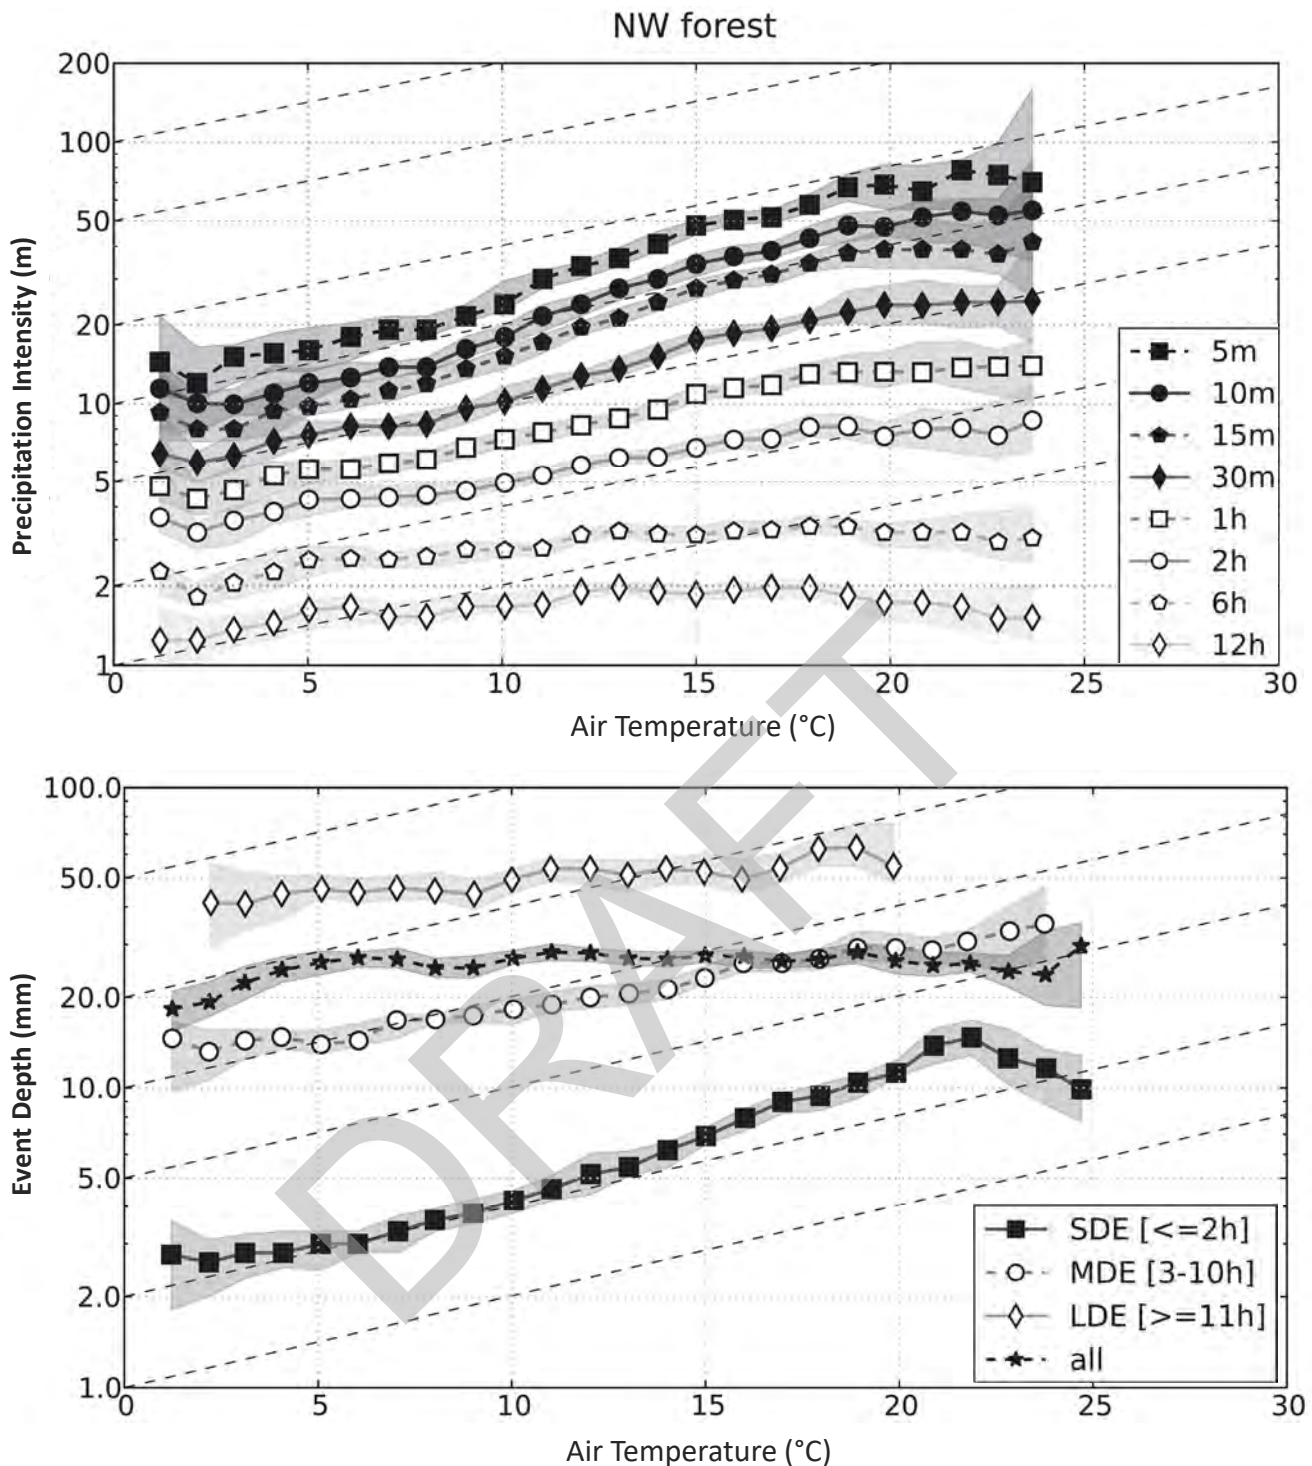 NW forest
200
100
50
20
10
5
2
1
Precipitation Intensity (m)
0 5 10 15 20 25 30
Air Temperature (°C)
5m
10m
15m
30m
1h
2h
6h
12h
100.0
50.0
20.0
10.0
5.0
2.0
1.0
Event Depth (mm)
0 5 10 15 20 25 30
Air Temperature (°C)
SDE [<=2h]
MDE [3-10h]
LDE [>=11h]
all
DRAFT